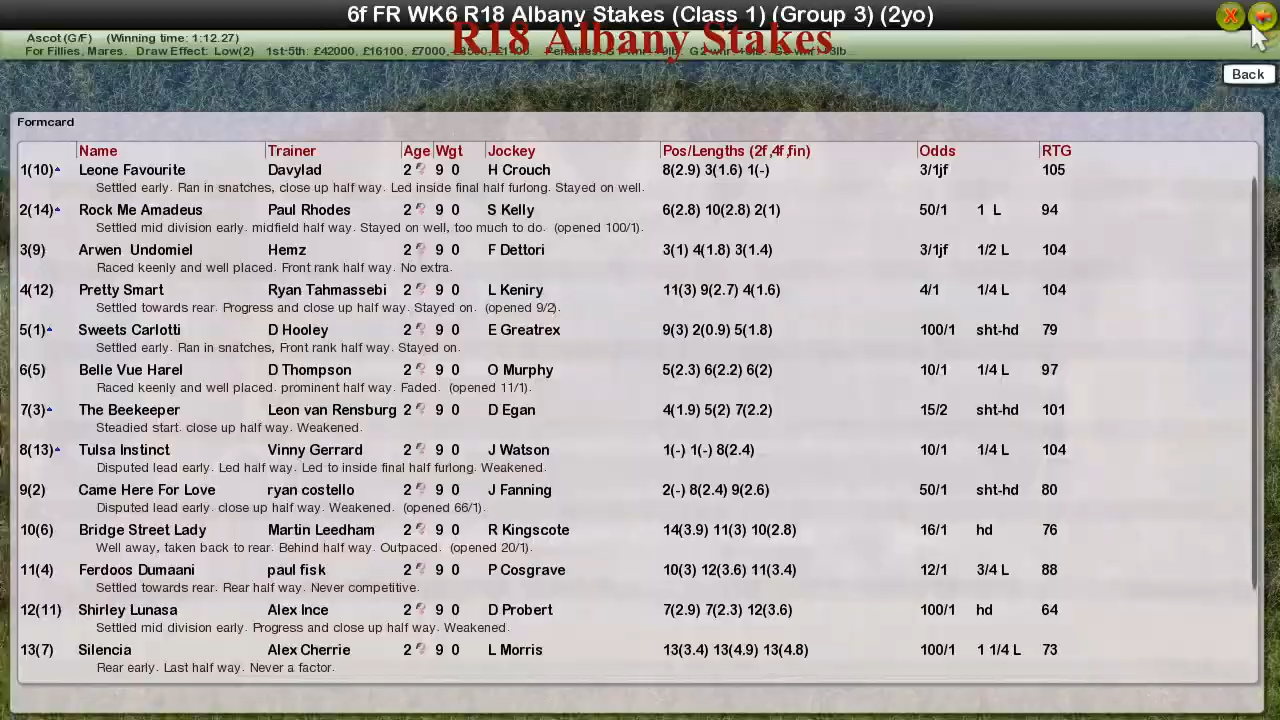 6f FR WK6 R18 Albany Stakes (Class 1) (Group 3) (2yo)
R18 Albany Stakes
Ascot (G/F) (Winning time: 1:12.27)
For Fillies, Mares. Draw Effect: Low(2) 1st-5th: £42000, £16100, £7000,
Back
Formcard
Name Trainer Age Wgt Jockey Pos/Lengths (2f,4f,fin) Odds RTG
1(10) Leone Favourite Davylad 2 9 0 H Crouch 8(2.9) 3(1.6) 1(-) 3/1jf 105
Settled early. Ran in snatches, close up half way. Led inside final half furlong. Stayed on well.
2(14) Rock Me Amadeus Paul Rhodes 2 9 0 S Kelly 6(2.8) 10(2.8) 2(1) 50/1 1 L 94
Settled mid division early. midfield half way. Stayed on well, too much to do. (opened 100/1).
3(9) Arwen Undomiel Hemz 2 9 0 F Dettori 3(1) 4(1.8) 3(1.4) 3/1jf 1/2 L 104
Raced keenly and well placed. Front rank half way. No extra.
4(12) Pretty Smart Ryan Tahmassebi 2 9 0 L Keniry 11(3) 9(2.7) 4(1.6) 4/1 1/4 L 104
Settled towards rear. Progress and close up half way. Stayed on. (opened 9/2).
5(1) Sweets Carlotti D Hooley 2 9 0 E Greatrex 9(3) 2(0.9) 5(1.8) 100/1 sht-hd 79
Settled early. Ran in snatches, Front rank half way. Stayed on.
6(5) Belle Vue Harel D Thompson 2 9 0 O Murphy 5(2.3) 6(2.2) 6(2) 10/1 1/4 L 97
Raced keenly and well placed. prominent half way. Faded. (opened 11/1).
7(3) The Beekeeper Leon van Rensburg 2 9 0 D Egan 4(1.9) 5(2) 7(2.2) 15/2 sht-hd 101
Steadied start. close up half way. Weakened.
8(13) Tulsa Instinct Vinny Gerrard 2 9 0 J Watson 1(-) 1(-) 8(2.4) 10/1 1/4 L 104
Disputed lead early. Led half way. Led to inside final half furlong. Weakened.
9(2) Came Here For Love ryan costello 2 9 0 J Fanning 2(-) 8(2.4) 9(2.6) 50/1 sht-hd 80
Disputed lead early. close up half way. Weakened. (opened 66/1).
10(6) Bridge Street Lady Martin Leedham 2 9 0 R Kingscote 14(3.9) 11(3) 10(2.8) 16/1 hd 76
Well away, taken back to rear. Behind half way. Outpaced. (opened 20/1).
11(4) Ferdoos Dumaani paul fisk 2 9 0 P Cosgrave 10(3) 12(3.6) 11(3.4) 12/1 3/4 L 88
Settled towards rear. Rear half way. Never competitive.
12(11) Shirley Lunasa Alex Ince 2 9 0 D Probert 7(2.9) 7(2.3) 12(3.6) 100/1 hd 64
Settled mid division early. Progress and close up half way. Weakened.
13(7) Silencia Alex Cherrie 2 9 0 L Morris 13(3.4) 13(4.9) 13(4.8) 100/1 1 1/4 L 73
Rear early. Last half way. Never a factor.